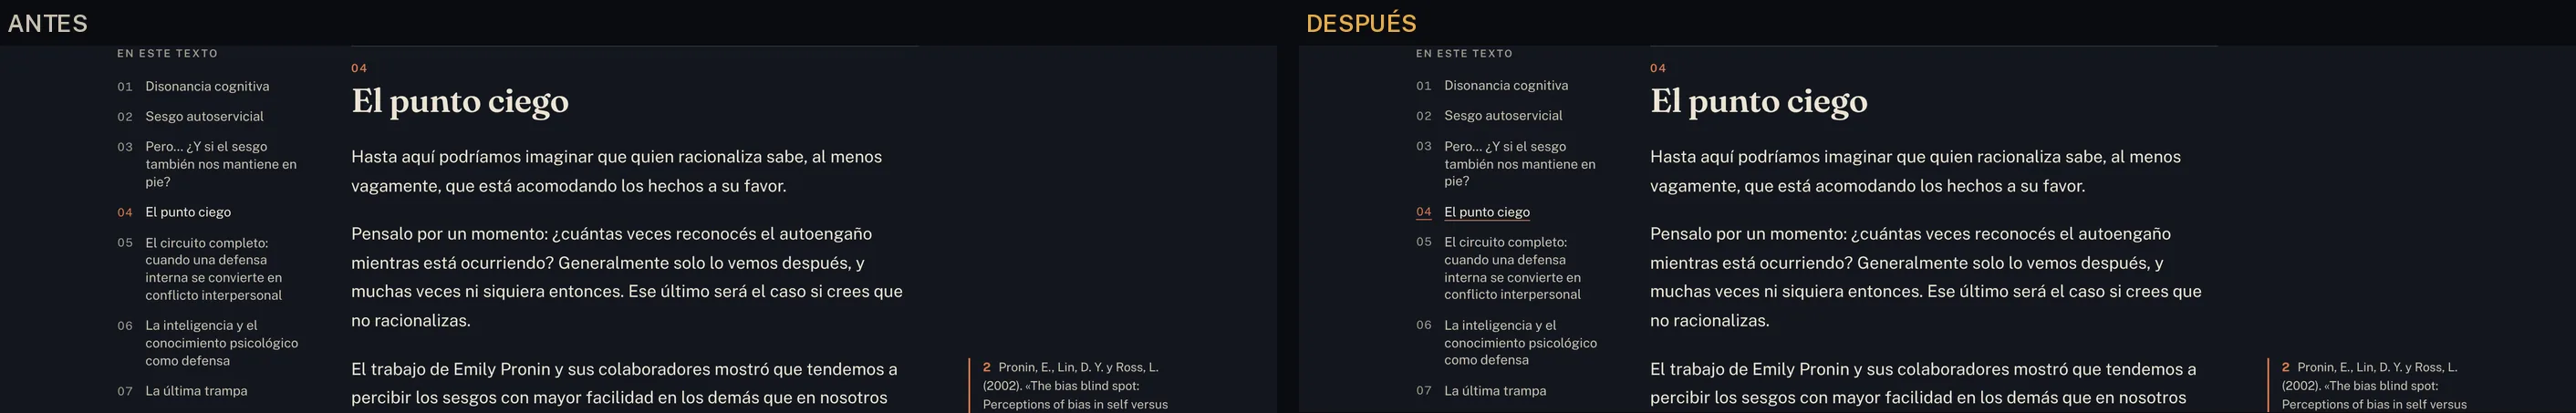 ANTES
EN ESTE TEXTO
01 Disonancia cognitiva
02 Sesgo autoservicial
03 Pero... ¿Y si el sesgo
también nos mantiene en
pie?
04 El punto ciego
05 El circuito completo:
cuando una defensa
interna se convierte en
conflicto interpersonal
06 La inteligencia y el
conocimiento psicológico
como defensa
07 La última trampa
04
El punto ciego
Hasta aquí podríamos imaginar que quien racionaliza sabe, al menos
vagamente, que está acomodando los hechos a su favor.
Pensalo por un momento: ¿cuántas veces reconocés el autoengaño
mientras está ocurriendo? Generalmente solo lo vemos después, y
muchas veces ni siquiera entonces. Ese último será el caso si crees que
no racionalizas.
El trabajo de Emily Pronin y sus colaboradores mostró que tendemos a
percibir los sesgos con mayor facilidad en los demás que en nosotros
2 Pronin, E., Lin, D. Y. y Ross, L.
(2002). «The bias blind spot:
Perceptions of bias in self versus
DESPUÉS
EN ESTE TEXTO
01 Disonancia cognitiva
02 Sesgo autoservicial
03 Pero... ¿Y si el sesgo
también nos mantiene en
pie?
04 El punto ciego
05 El circuito completo:
cuando una defensa
interna se convierte en
conflicto interpersonal
06 La inteligencia y el
conocimiento psicológico
como defensa
07 La última trampa
04
El punto ciego
Hasta aquí podríamos imaginar que quien racionaliza sabe, al menos
vagamente, que está acomodando los hechos a su favor.
Pensalo por un momento: ¿cuántas veces reconocés el autoengaño
mientras está ocurriendo? Generalmente solo lo vemos después, y
muchas veces ni siquiera entonces. Ese último será el caso si crees que
no racionalizas.
El trabajo de Emily Pronin y sus colaboradores mostró que tendemos a
percibir los sesgos con mayor facilidad en los demás que en nosotros
2 Pronin, E., Lin, D. Y. y Ross, L.
(2002). «The bias blind spot:
Perceptions of bias in self versus